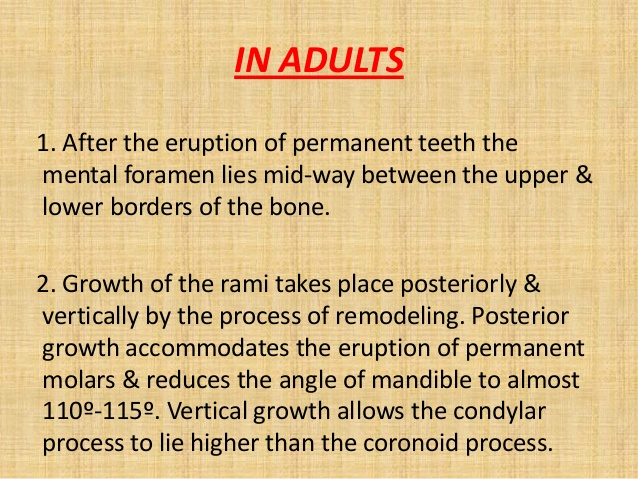 IN ADULTS
1. After the eruption of permanent teeth the
mental foramen lies mid-way between the upper &
lower borders of the bone.
2. Growth of the rami takes place posteriorly &
vertically by the process of remodeling. Posterior
growth accommodates the eruption of permanent
molars & reduces the angle of mandible to almost
110º-115º. Vertical growth allows the condylar
process to lie higher than the coronoid process.